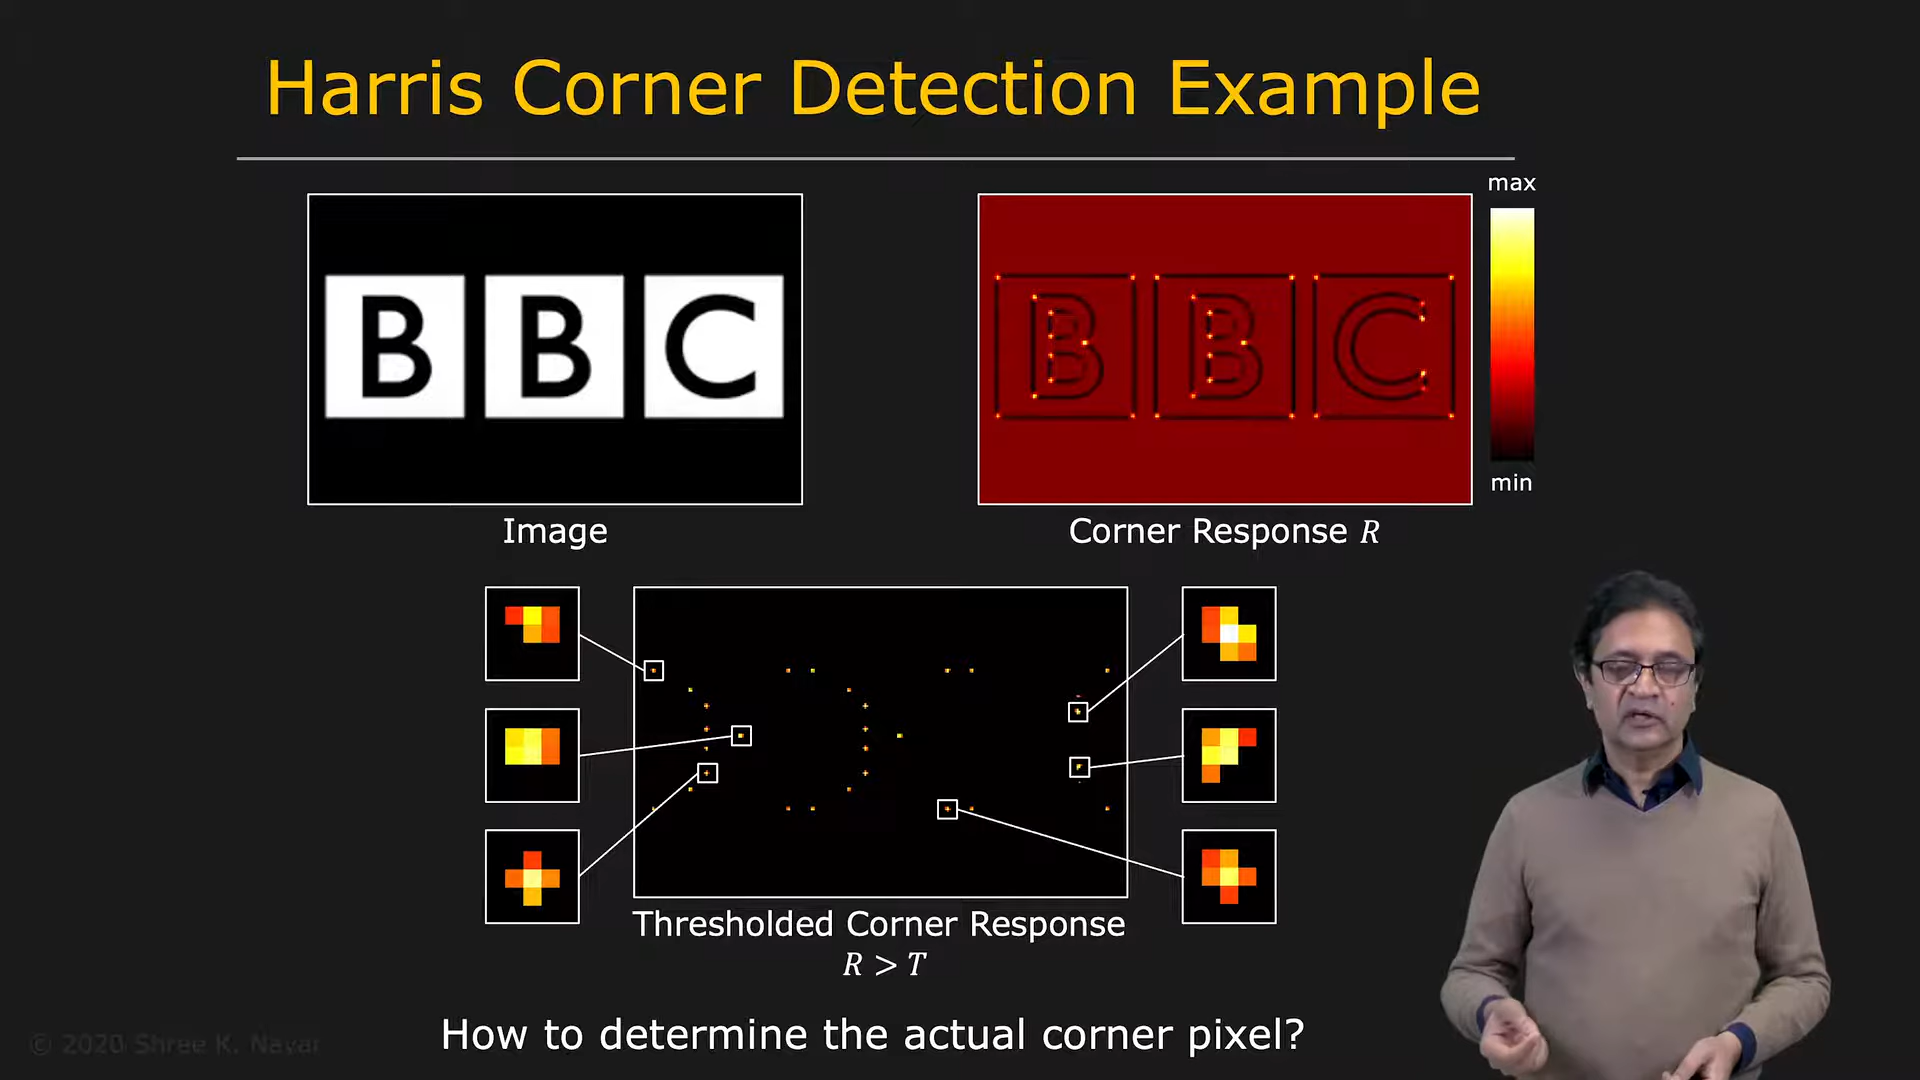 Harris Corner Detection Example
max
BBC
min
Image
Corner Response R
Thresholded Corner Response
R > T
How to determine the actual corner pixel?
© 2020 Shree K. Nayar